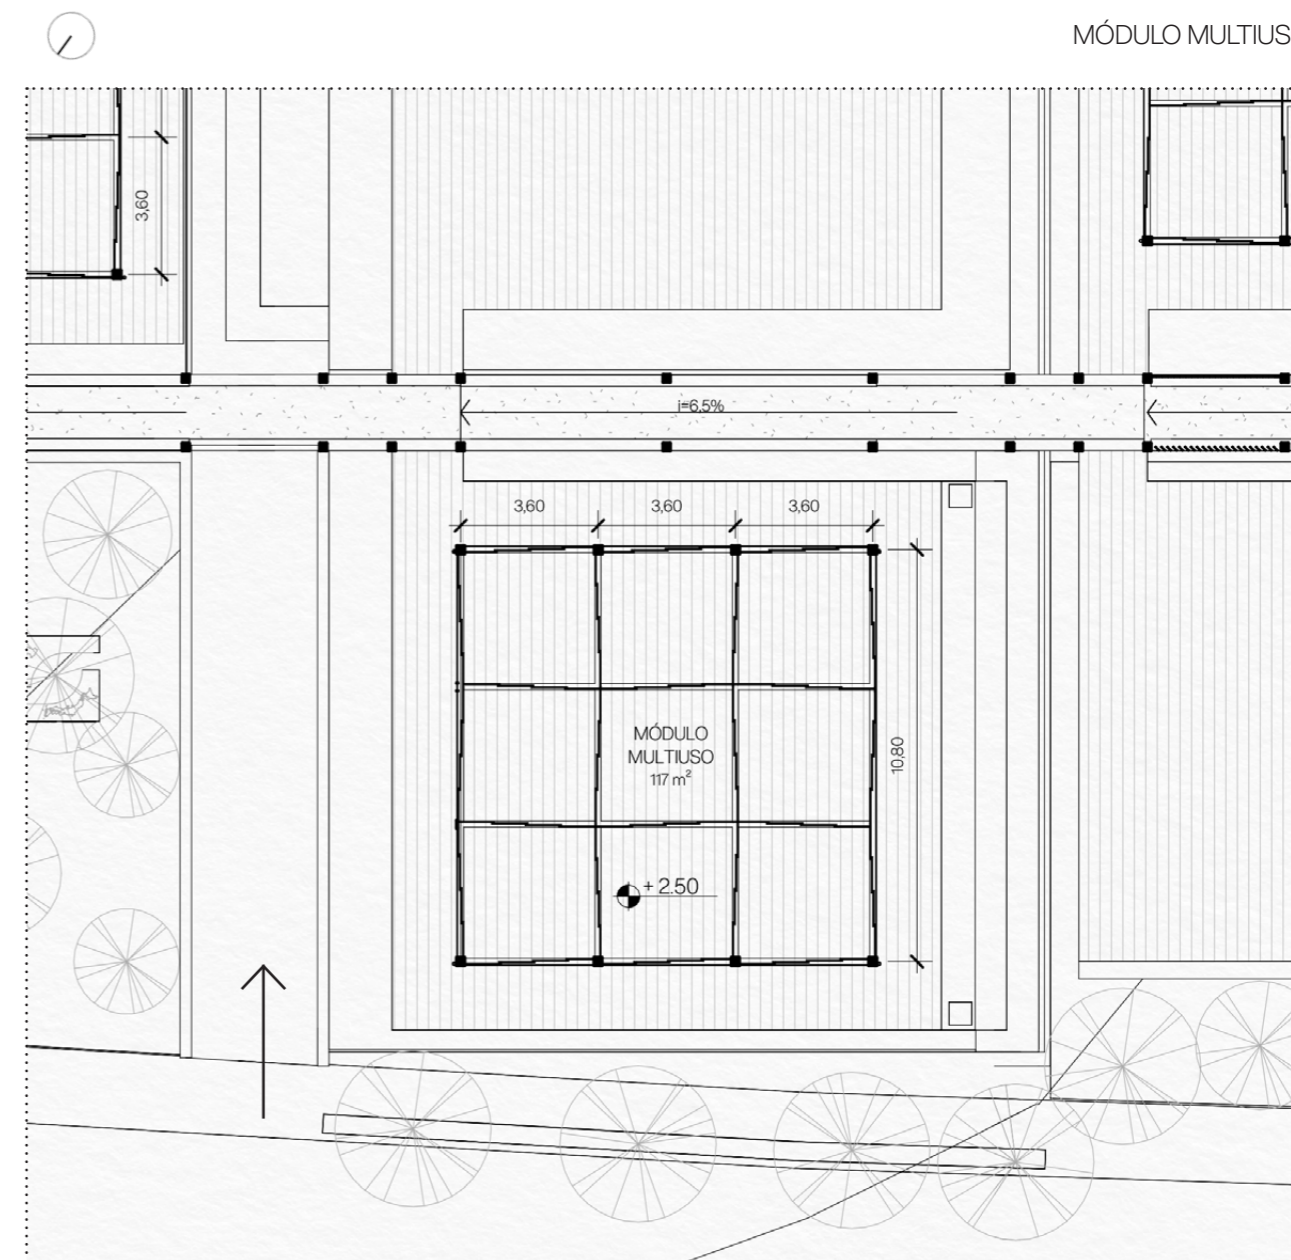 MÓDULO MULTIUS
3,60
i=6.5%
3,60
3,60
3,60
10,80
MÓDULO
MULTIUSO
117 m²
+ 2.50